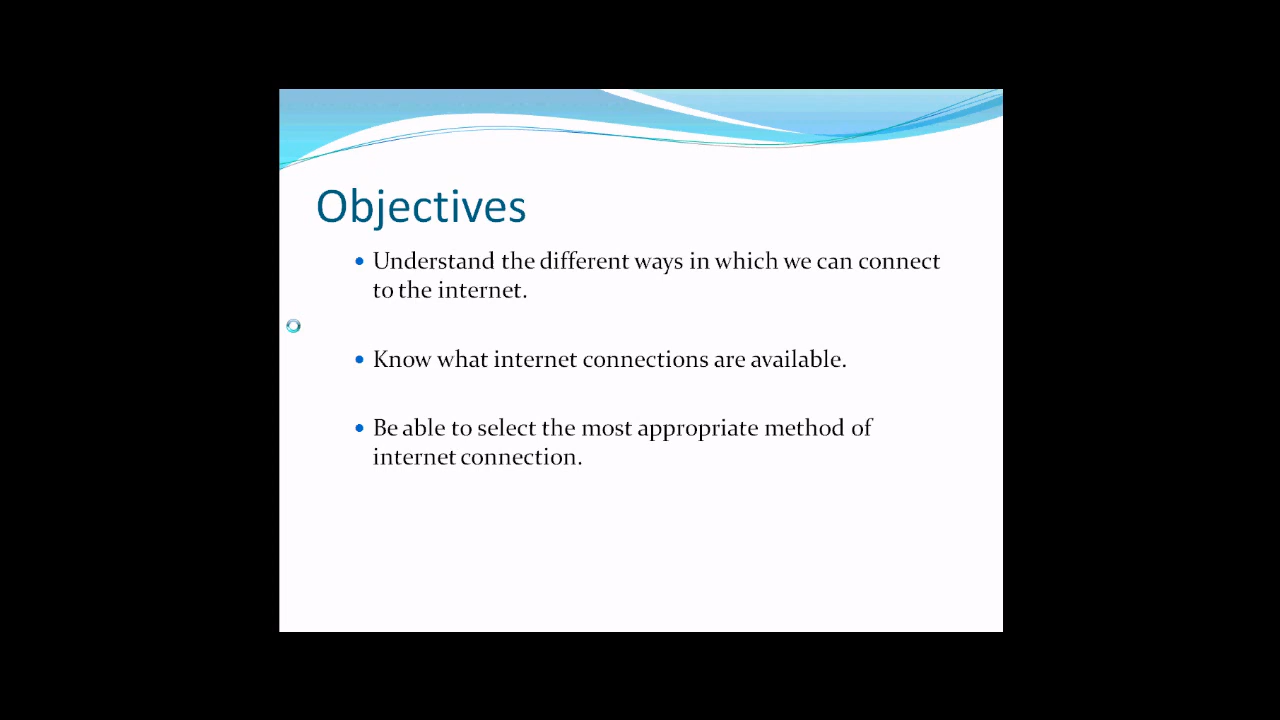 Objectives
• Understand the different ways in which we can connect
to the internet.
• Know what internet connections are available.
• Be able to select the most appropriate method of
internet connection.